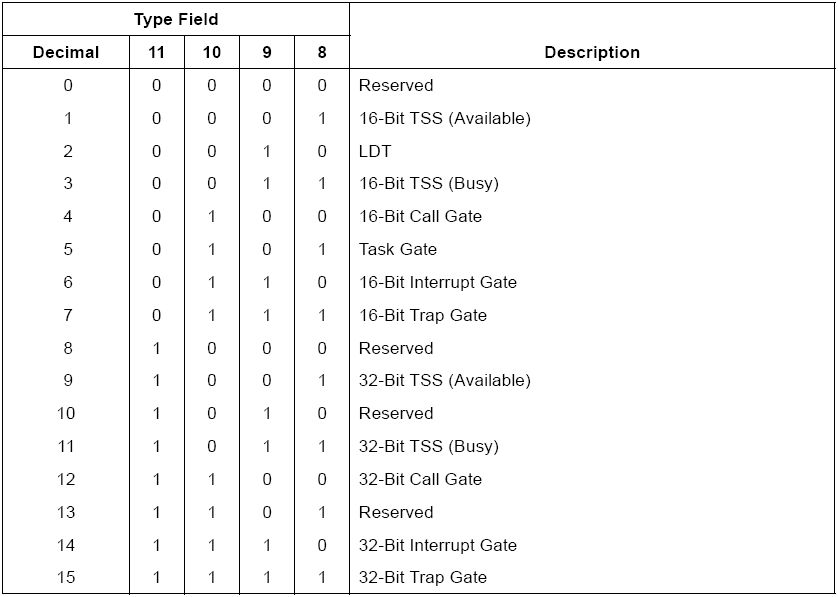 Type Field
Decimal 11 10 9 8 Description
0 0 0 0 0 Reserved
1 0 0 0 1 16-Bit TSS (Available)
2 0 0 1 0 LDT
3 0 0 1 1 16-Bit TSS (Busy)
4 0 1 0 0 16-Bit Call Gate
5 0 1 0 1 Task Gate
6 0 1 1 0 16-Bit Interrupt Gate
7 0 1 1 1 16-Bit Trap Gate
8 1 0 0 0 Reserved
9 1 0 0 1 32-Bit TSS (Available)
10 1 0 1 0 Reserved
11 1 0 1 1 32-Bit TSS (Busy)
12 1 1 0 0 32-Bit Call Gate
13 1 1 0 1 Reserved
14 1 1 1 0 32-Bit Interrupt Gate
15 1 1 1 1 32-Bit Trap Gate